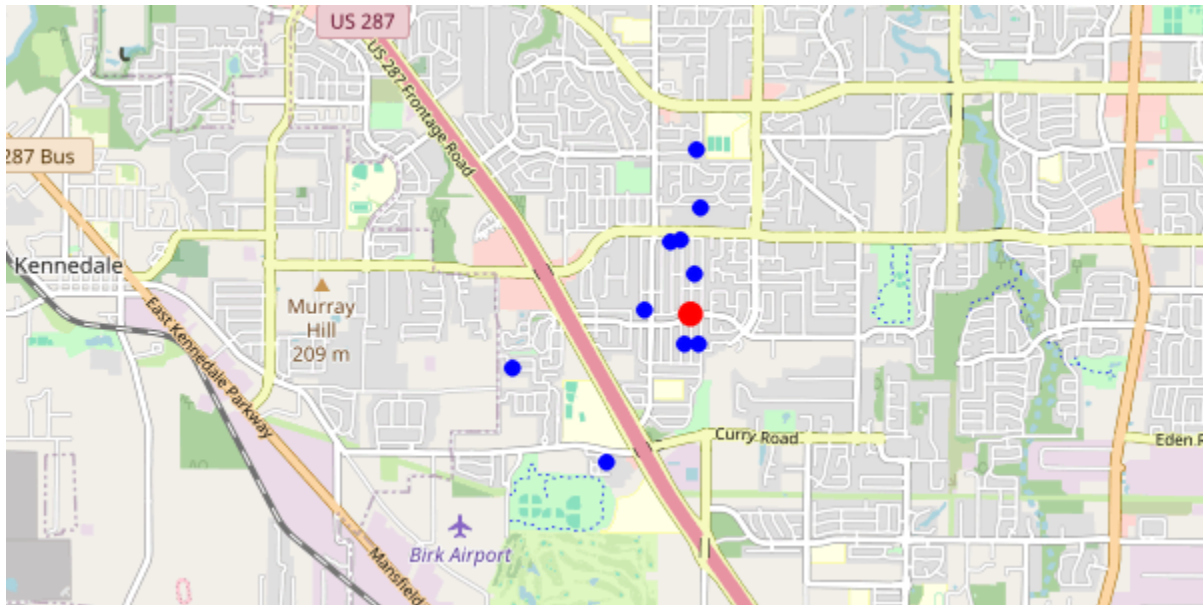 US 287
US 287 Frontage Road
287 Bus
Kennedale
Murray
Hill
209 m
East Kennedale Parkway
Curry Road
Birk Airport
Mansfield